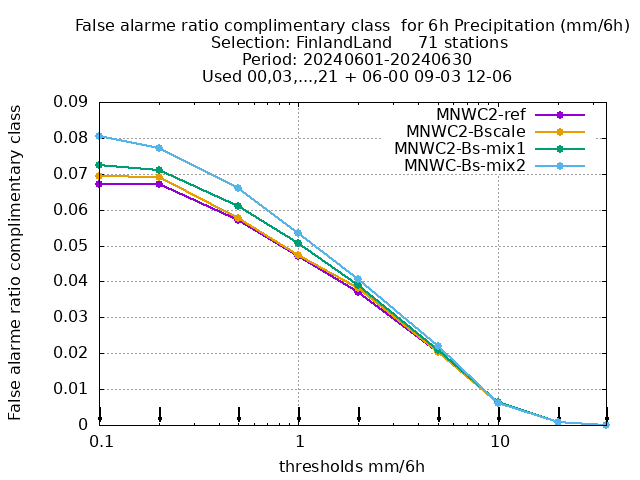 False alarme ratio complimentary class  for 6h Precipitation (mm/6h)
Selection: FinlandLand     71 stations
Period: 20240601-20240630
Used 00,03,...,21 + 06-00 09-03 12-06
False alarme ratio complimentary class
0.09
0.08
0.07
0.06
0.05
0.04
0.03
0.02
0.01
0
MNWC2-ref
MNWC2-Bscale
MNWC2-Bs-mix1
MNWC-Bs-mix2
0.1
1
10
thresholds mm/6h